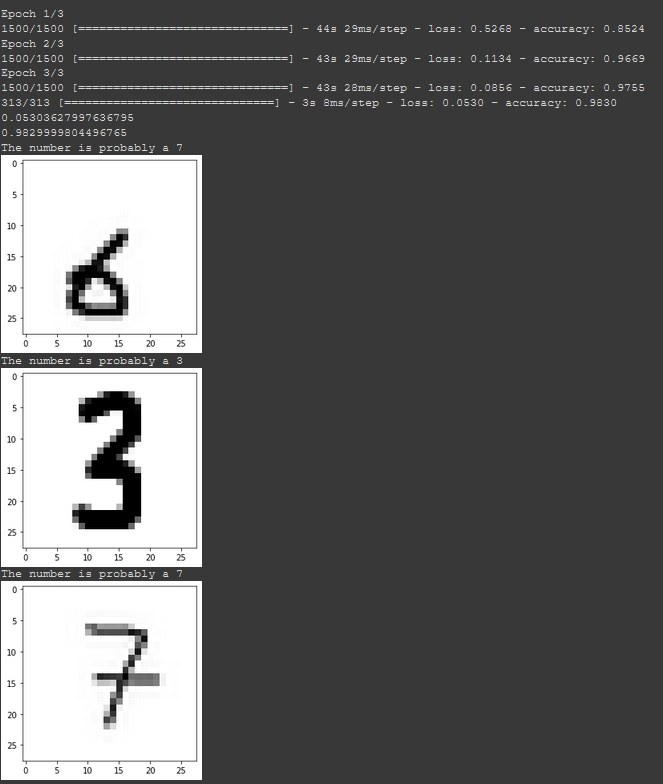 Epoch 1/3
1500/1500 [==============================] - 44s 29ms/step - loss: 0.5268 - accuracy: 0.8524
Epoch 2/3
1500/1500 [==============================] - 43s 29ms/step - loss: 0.1134 - accuracy: 0.9669
Epoch 3/3
1500/1500 [==============================] - 43s 28ms/step - loss: 0.0856 - accuracy: 0.9755
313/313 [==============================] - 3s 8ms/step - loss: 0.0530 - accuracy: 0.9830
0.05303627997636795
0.9829999804496765
The number is probably a 7
0
5
10
15
20
25
6
0 5 10 15 20 25
The number is probably a 3
0
5
10
15
20
25
3
0 5 10 15 20 25
The number is probably a 7
0
5
10
15
20
25
7
0 5 10 15 20 25